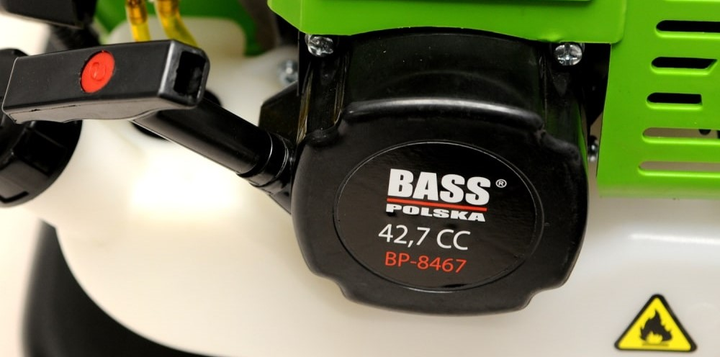 BASS®
POLSKA
42,7 CC
BP-8467